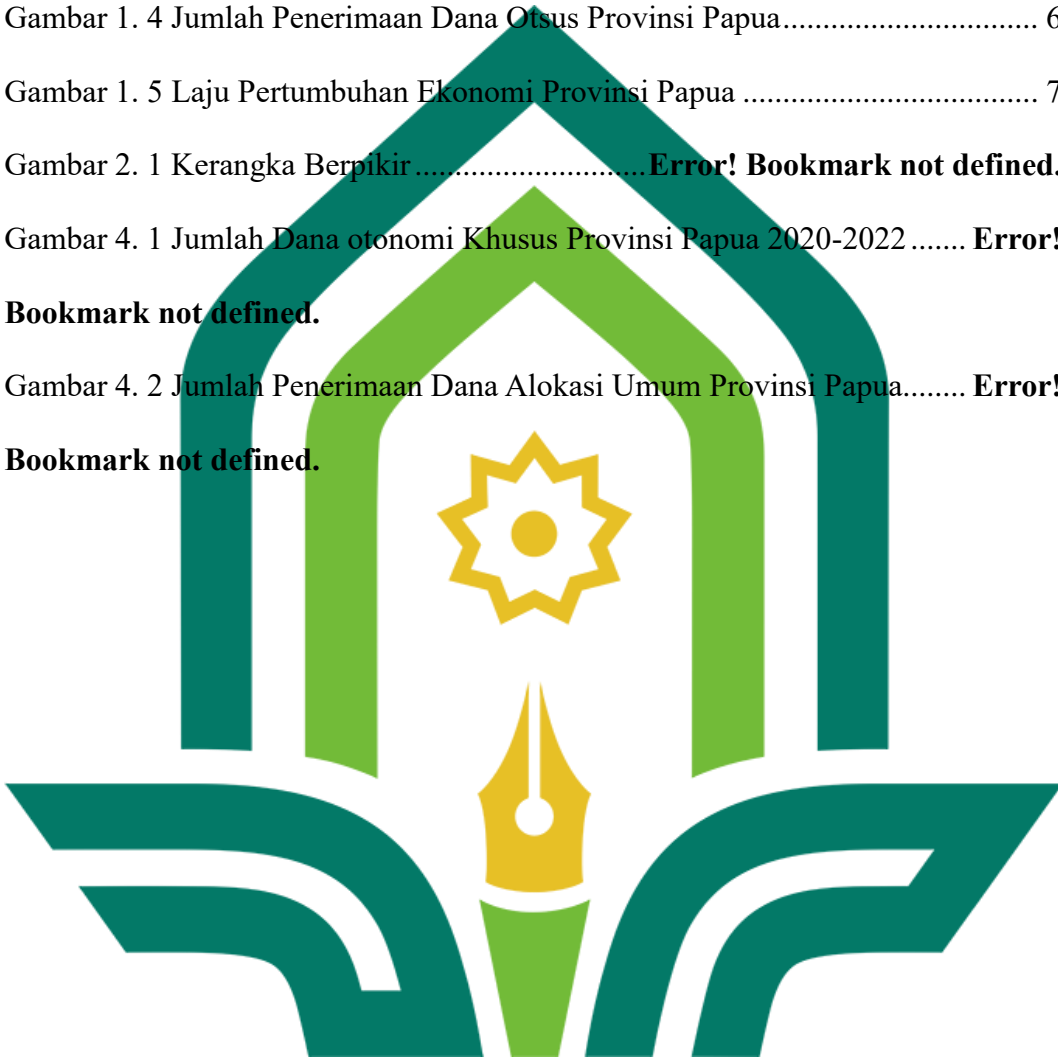 Gambar 1. 4 Jumlah Penerimaan Dana Otsus Provinsi Papua................................. 6
Gambar 1. 5 Laju Pertumbuhan Ekonomi Provinsi Papua ...................................... 7
Gambar 2. 1 Kerangka Berpikir..............................Error! Bookmark not defined.
Gambar 4. 1 Jumlah Dana otonomi Khusus Provinsi Papua 2020-2022....... Error!
Bookmark not defined.
Gambar 4. 2 Jumlah Penerimaan Dana Alokasi Umum Provinsi Papua........ Error!
Bookmark not defined.